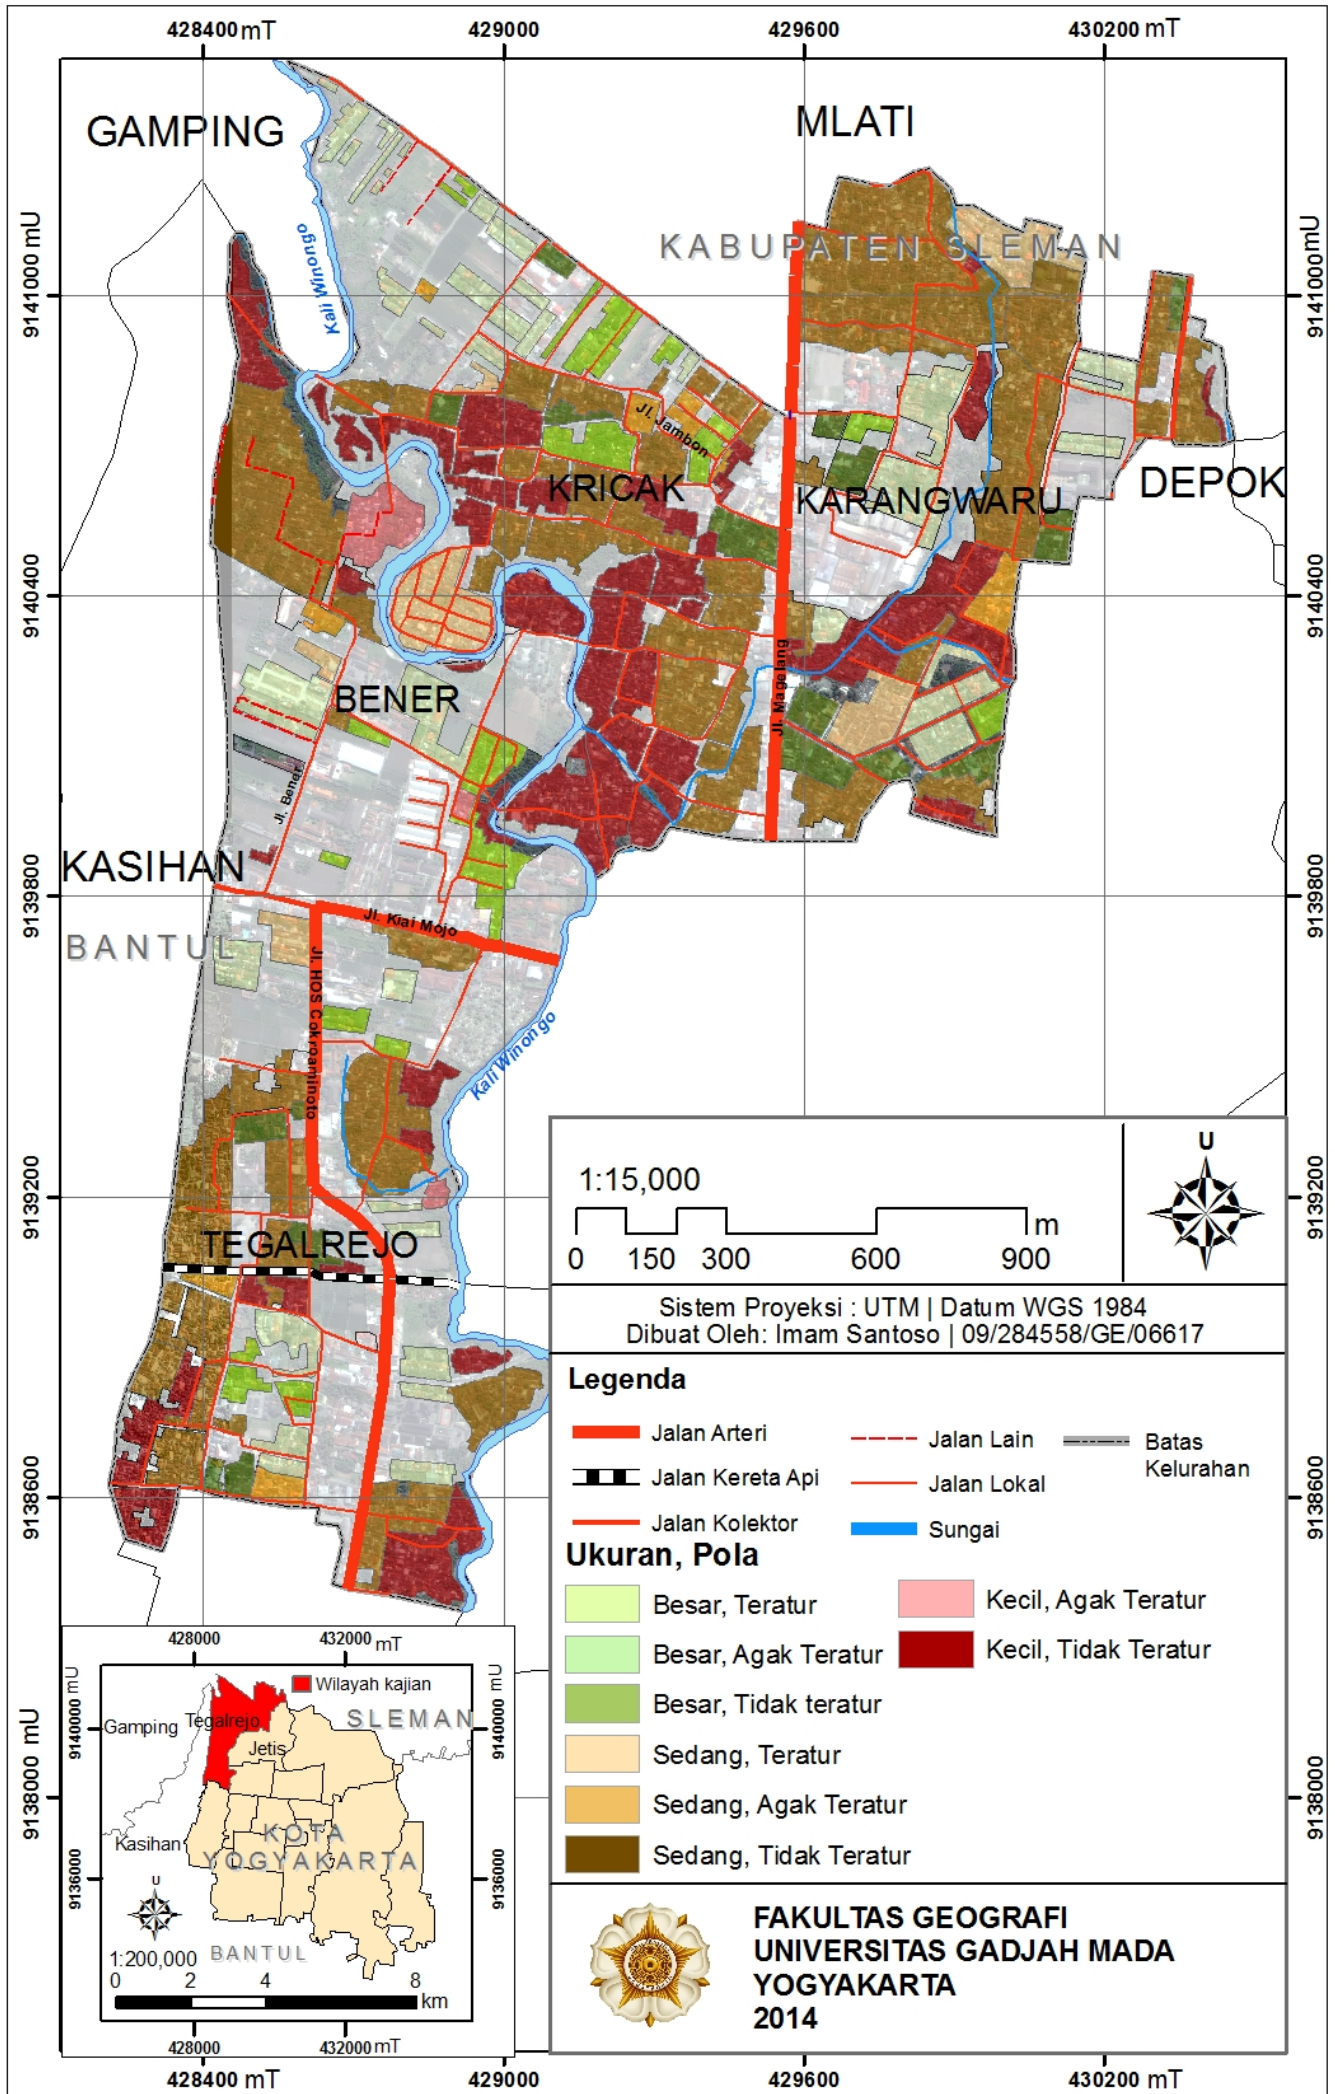 428400 mT
429000
429600
430200 mT
GAMPING
MLATI
KABUPATEN SLEMAN
9141000 mU
9141000 mU
Kali Winongo
Jl. Jambon
KRICAK
KARANGWARU
DEPOK
9140400
9140400
BENER
Jl. Magelang
Jl. Bener
KASIHAN
9139800
9139800
Jl. Kiai Mojo
BANTUL
Jl. HOS Cokroaminoto
Kali Winongo
9139200
9139200
TEGALREJO
1:15,000
U
m
0 150 300 600 900
Sistem Proyeksi : UTM | Datum WGS 1984
Dibuat Oleh: Imam Santoso | 09/284558/GE/06617
Legenda
Jalan Arteri
Jalan Lain
Batas
Kelurahan
Jalan Kereta Api
Jalan Lokal
Jalan Kolektor
Sungai
9138600
9138600
Ukuran, Pola
Besar, Teratur
Kecil, Agak Teratur
Besar, Agak Teratur
Kecil, Tidak Teratur
Besar, Tidak teratur
Sedang, Teratur
Sedang, Agak Teratur
Sedang, Tidak Teratur
9138000 mU
9138000
428000
432000 mT
9140000 mU
9140000 mU
Wilayah kajian
SLEMAN
Gamping
Tegalrejo
Jetis
Kasihan
KOTA
YOGYAKARTA
9136000
9136000
U
1:200,000
BANTUL
0 2 4 8
km
428000
432000 mT
FAKULTAS GEOGRAFI
UNIVERSITAS GADJAH MADA
YOGYAKARTA
2014
428400 mT
429000
429600
430200 mT